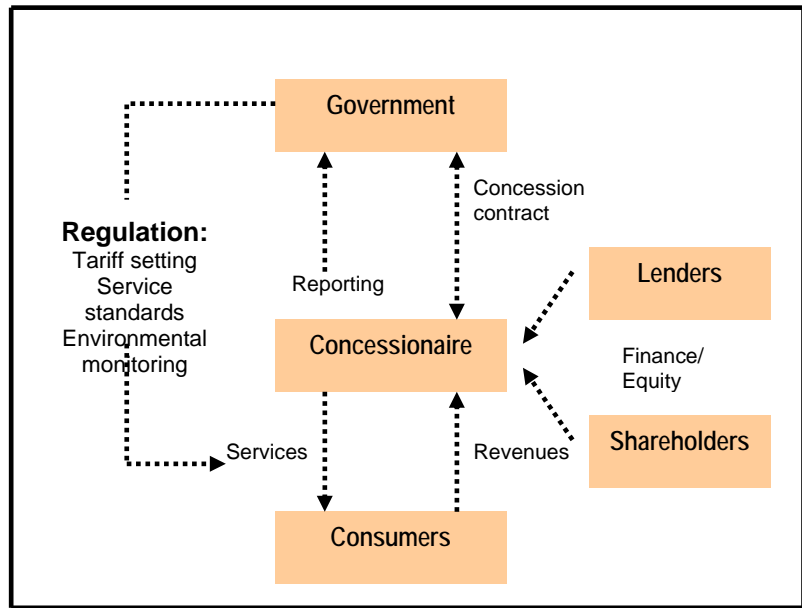 Government
Concession
contract
Regulation:
Tariff setting
Service
standards
Environmental
monitoring
Reporting
Lenders
Concessionaire
Finance/
Equity
Shareholders
Services
Revenues
Consumers